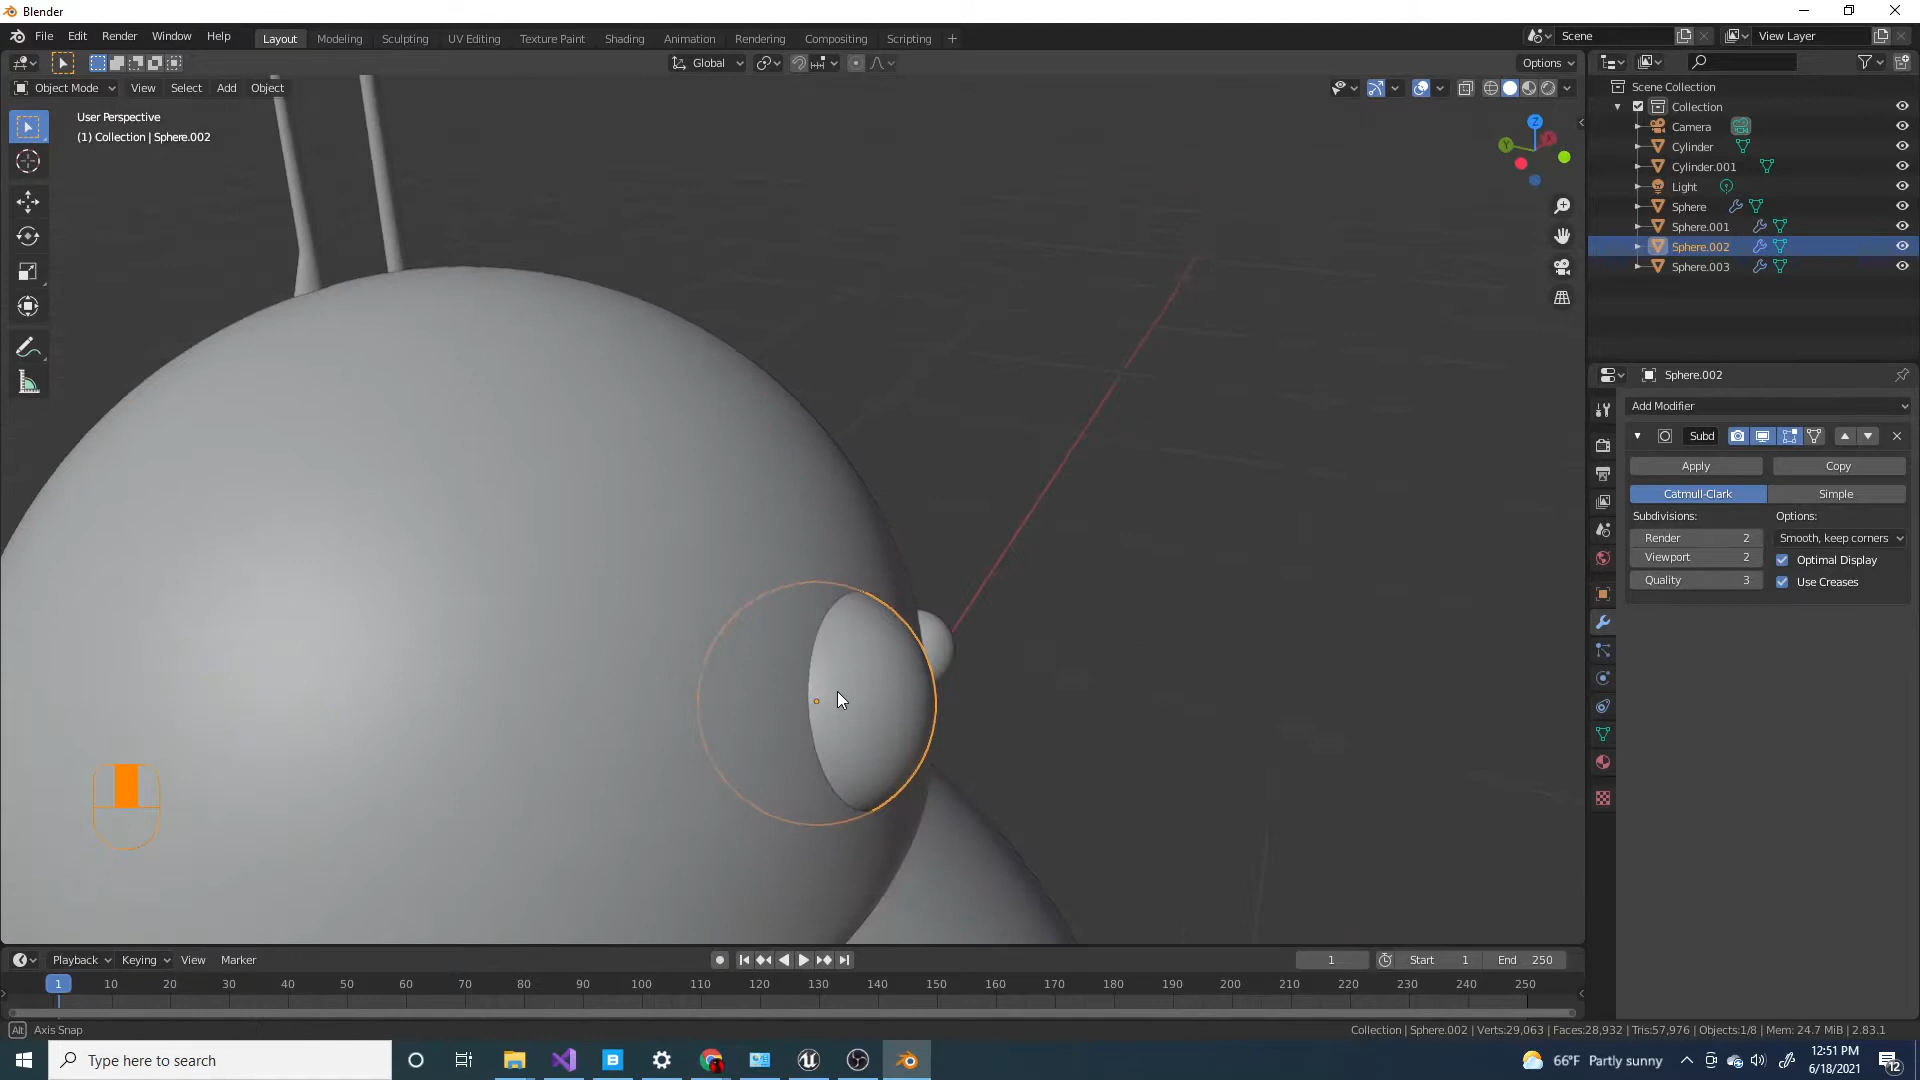 Blender
File Edit Render Window Help
Layout Modeling Sculpting UV Editing Texture Paint Shading Animation Rendering Compositing Scripting
Scene
View Layer
Global
Options
Object Mode View Select Add Object
User Perspective
(1) Collection | Sphere.002
Z
Y
X
Scene Collection
Collection
Camera
Cylinder
Cylinder.001
Light
Sphere
Sphere.001
Sphere.002
Sphere.003
Sphere.002
Add Modifier
Subd
Apply Copy
Catmull-Clark Simple
Subdivisions: Options:
Render 2 Smooth, keep corners
Viewport 2 Optimal Display
Quality 3 Use Creases
Playback Keying View Marker
1 Start 1 End 250
1 10 20 30 40 50 60 70 80 90 100 110 120 130 140 150 160 170 180 190 200 210 220 230 240 250
Alt Axis Snap
Collection | Sphere.002 | Verts:29,063 | Faces:28,932 | Tris:57,976 | Objects:1/8 | Mem: 24.7 MiB | 2.83.1
Type here to search
66°F Partly sunny
12:51 PM
6/18/2021
12